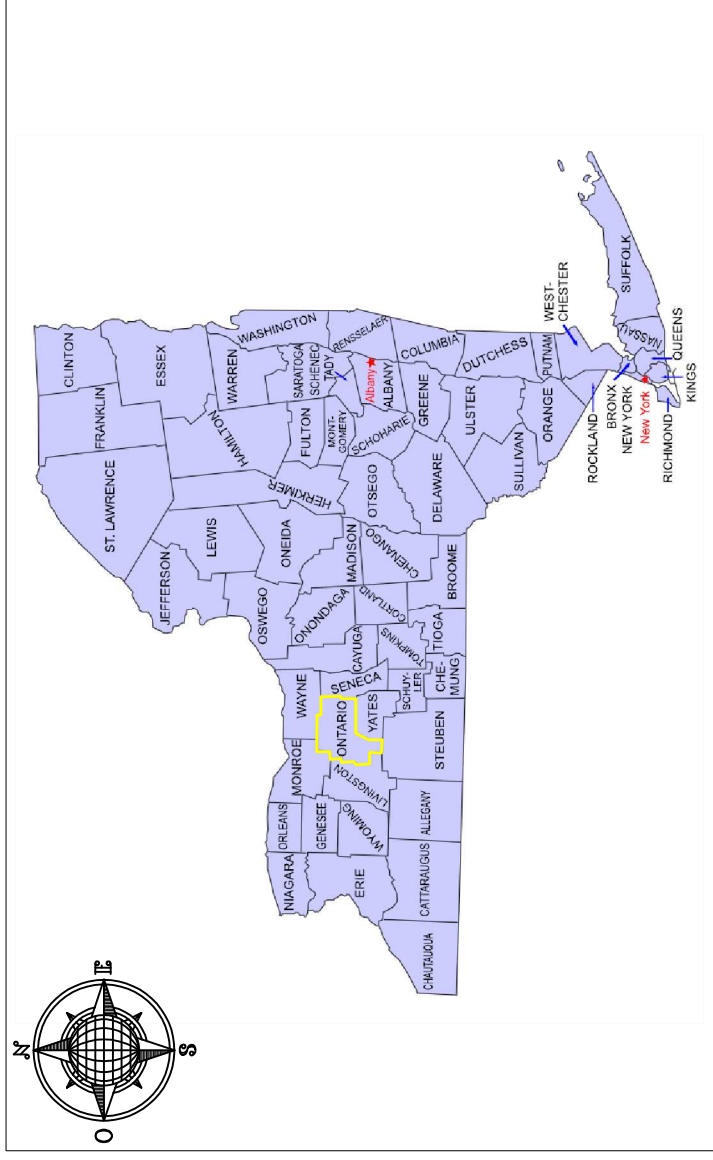 N
O
E
S
CLINTON
FRANKLIN
ST. LAWRENCE
ESSEX
JEFFERSON
LEWIS
HAMILTON
WARREN
WASHINGTON
HERKIMER
OSWEGO
ONEIDA
FULTON
SARATOGA
SCHENEC
TADY
MONT-
GOMERY
RENSSELAER
Albany
ALBANY
SCHOHARIE
NIAGARA
ORLEANS
MONROE
WAYNE
GENESEE
ONTARIO
SENECA
CAYUGA
ONONDAGA
MADISON
OTSEGO
ERIE
WYOMING
LIVINGSTON
YATES
SCHUY-
LER
TOMPKINS
CORTLAND
CHENANGO
COLUMBIA
GREENE
DELAWARE
CHAUTAUQUA
CATTARAUGUS
ALLEGANY
STEUBEN
CHE-
MUNG
TIOGA
BROOME
ULSTER
DUTCHESS
SULLIVAN
ORANGE
PUTNAM
WEST-
CHESTER
ROCKLAND
BRONX
NEW YORK
New York
SUFFOLK
NASSAU
QUEENS
RICHMOND
KINGS